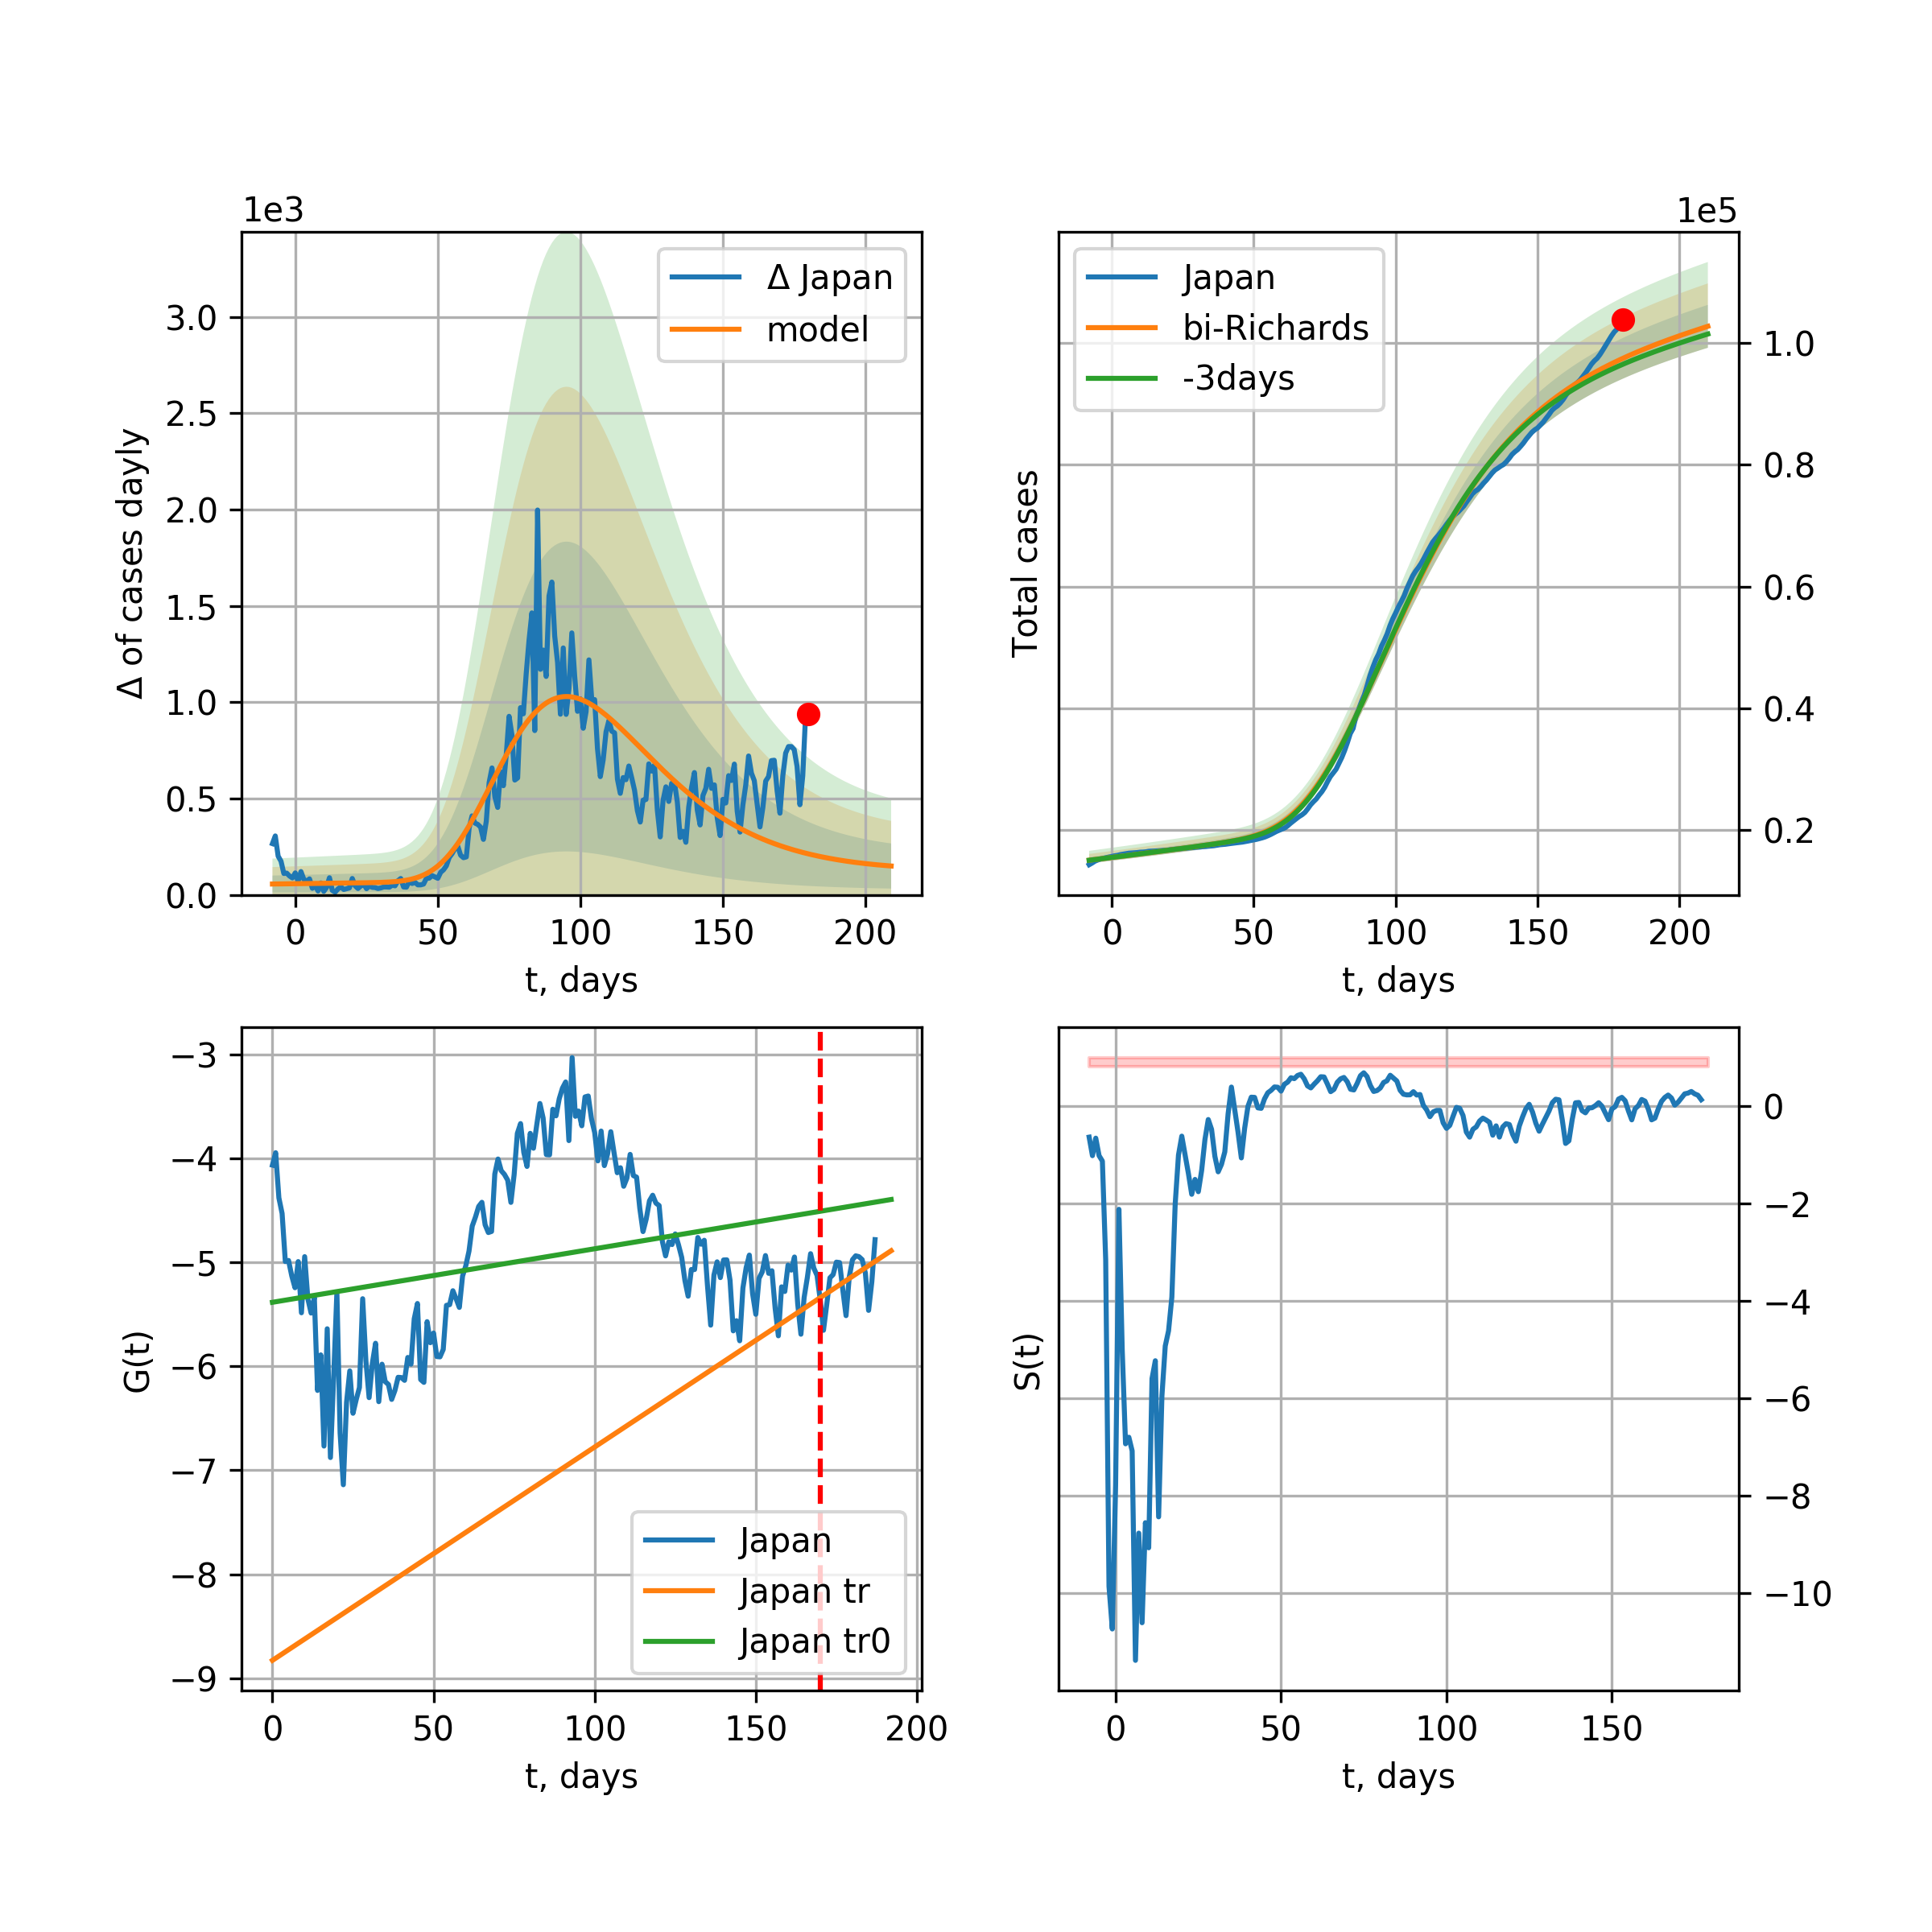 1e3
Δ of cases dayly
3.0
2.5
2.0
1.5
1.0
0.5
0.0
0 50 100 150 200
t, days
Δ Japan
model
1e5
Total cases
1.0
0.8
0.6
0.4
0.2
0 50 100 150 200
t, days
Japan
bi-Richards
-3days
G(t)
−3
−4
−5
−6
−7
−8
−9
0 50 100 150 200
t, days
Japan
Japan tr
Japan tr0
S(t)
0
−2
−4
−6
−8
−10
0 50 100 150
t, days